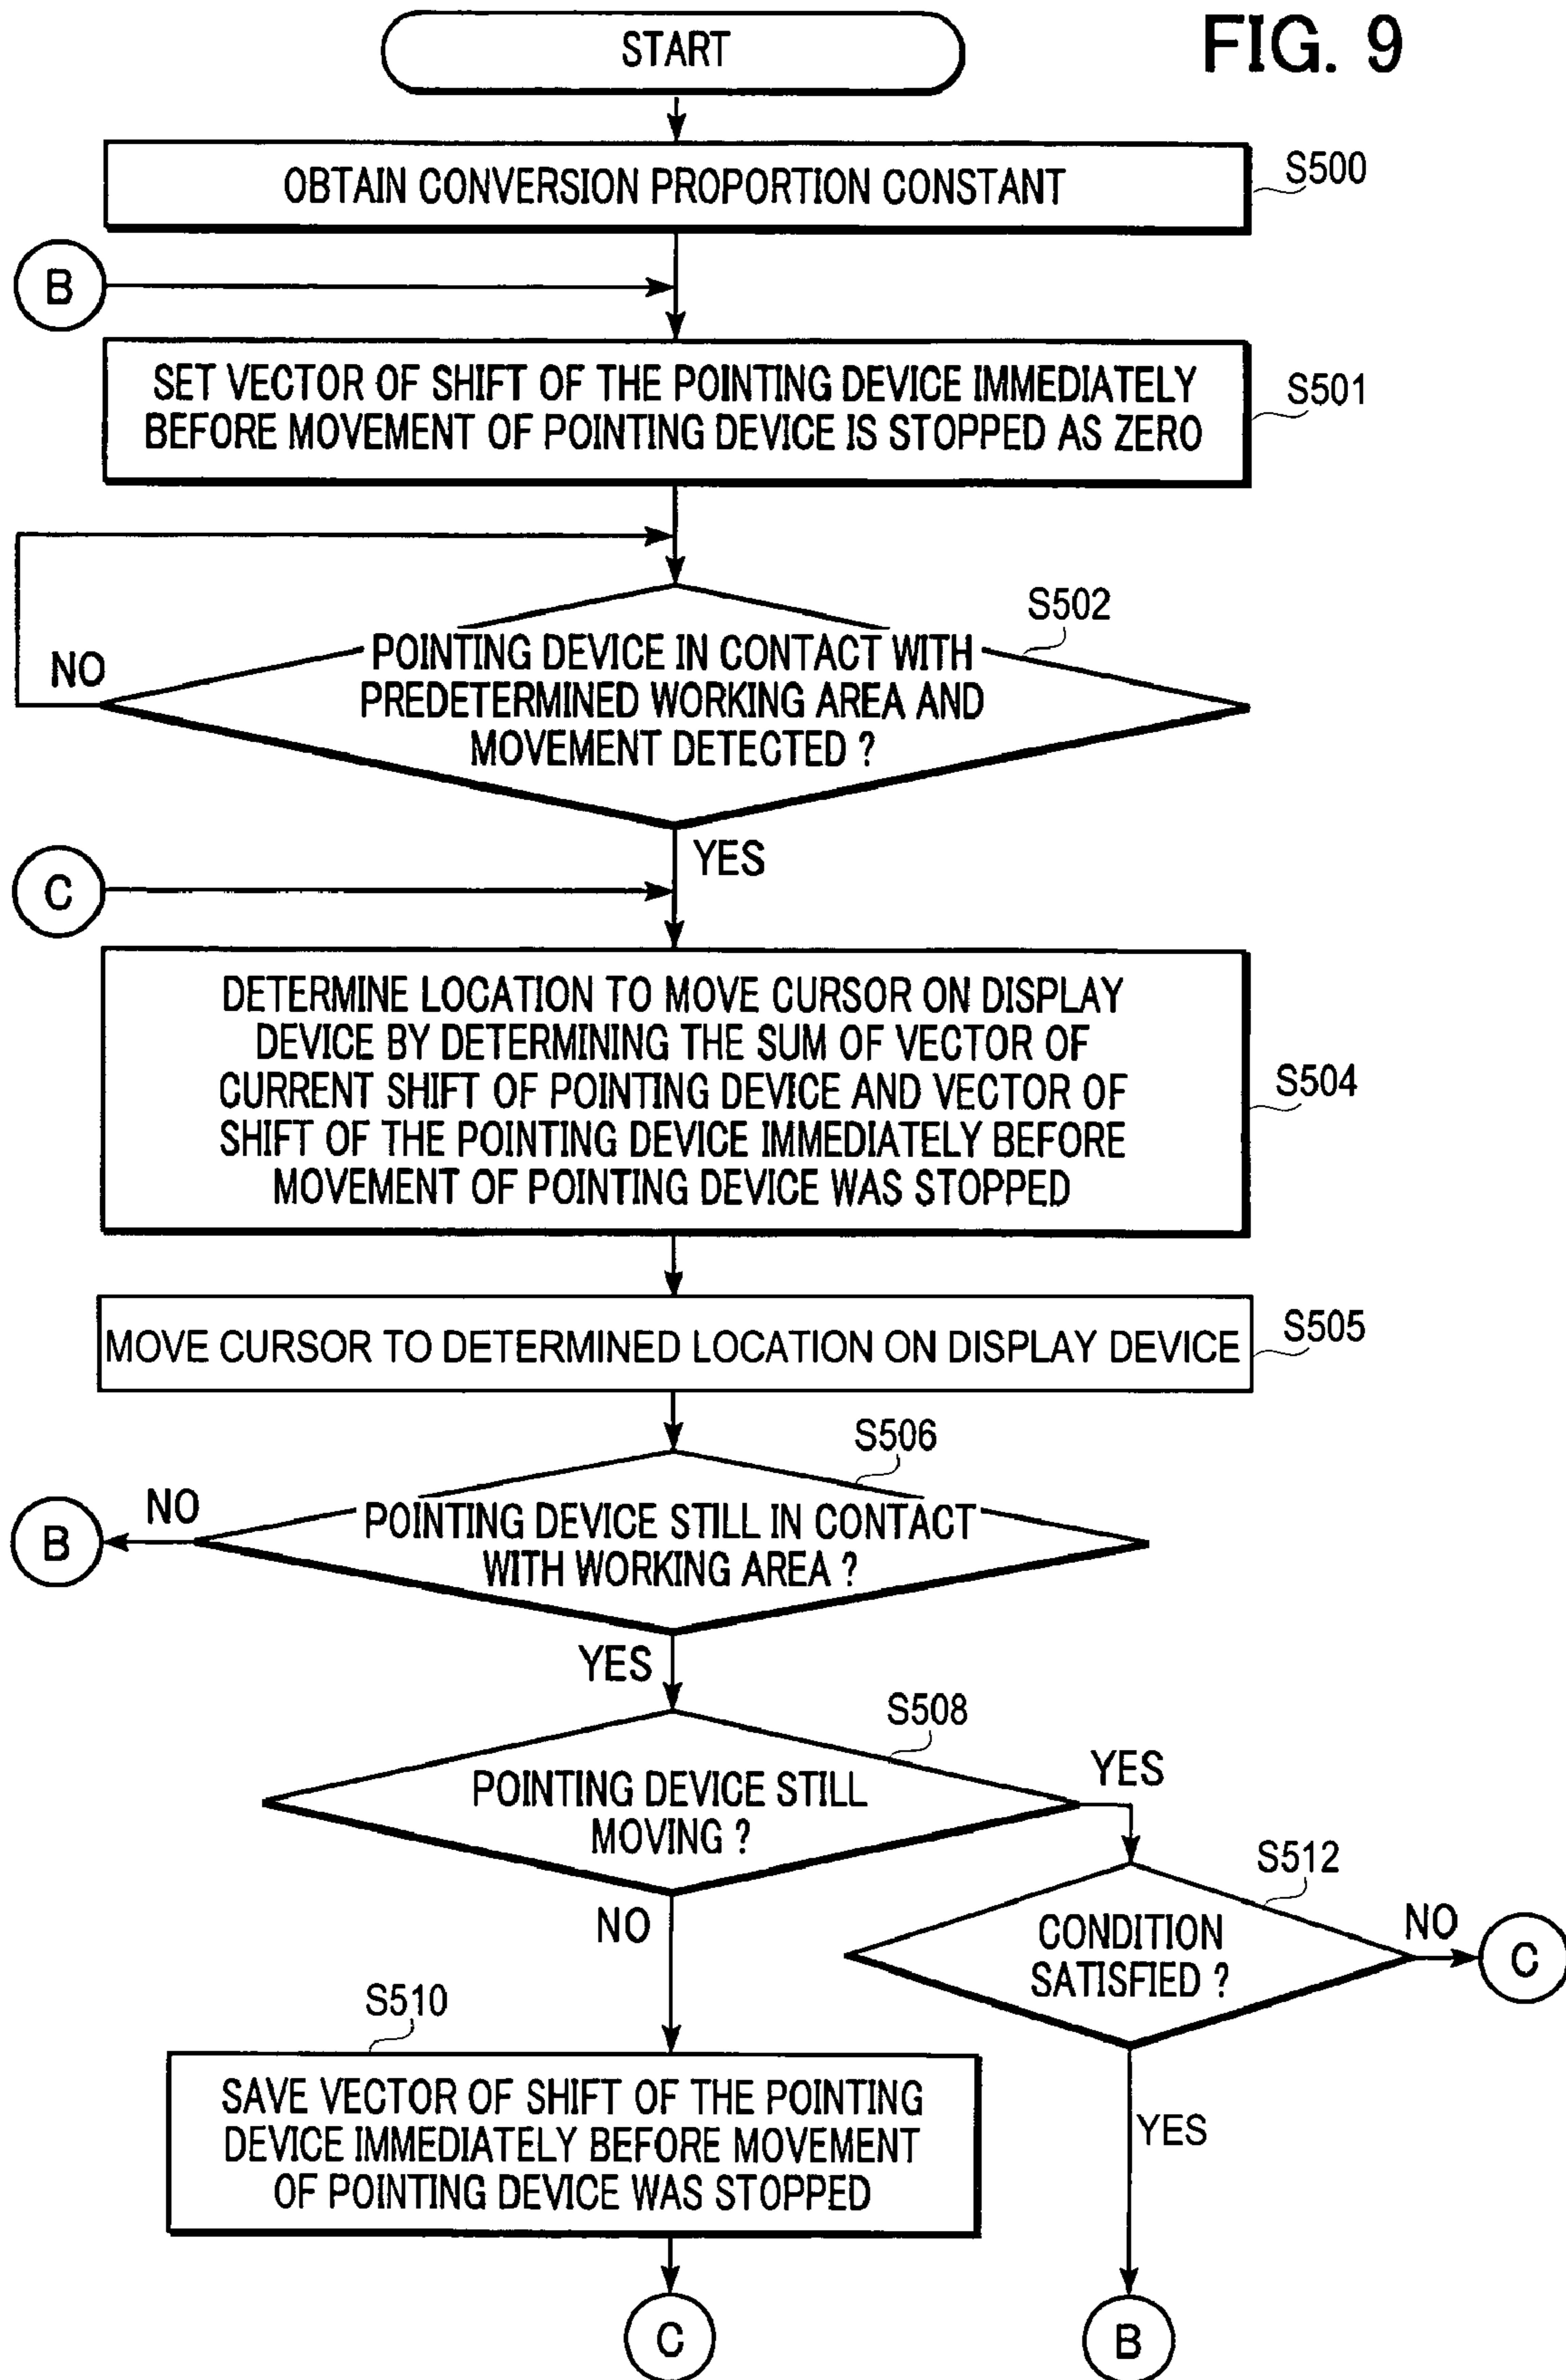 FIG. 9
START
OBTAIN CONVERSION PROPORTION CONSTANT
S500
B
SET VECTOR OF SHIFT OF THE POINTING DEVICE IMMEDIATELY
BEFORE MOVEMENT OF POINTING DEVICE IS STOPPED AS ZERO
S501
S502
NO
POINTING DEVICE IN CONTACT WITH
PREDETERMINED WORKING AREA AND
MOVEMENT DETECTED ?
YES
C
DETERMINE LOCATION TO MOVE CURSOR ON DISPLAY
DEVICE BY DETERMINING THE SUM OF VECTOR OF
CURRENT SHIFT OF POINTING DEVICE AND VECTOR OF
SHIFT OF THE POINTING DEVICE IMMEDIATELY BEFORE
MOVEMENT OF POINTING DEVICE WAS STOPPED
S504
MOVE CURSOR TO DETERMINED LOCATION ON DISPLAY DEVICE
S505
S506
NO
B
POINTING DEVICE STILL IN CONTACT
WITH WORKING AREA ?
YES
S508
POINTING DEVICE STILL
MOVING ?
YES
NO
S512
CONDITION
SATISFIED ?
NO
C
S510
SAVE VECTOR OF SHIFT OF THE POINTING
DEVICE IMMEDIATELY BEFORE MOVEMENT
OF POINTING DEVICE WAS STOPPED
YES
C
B